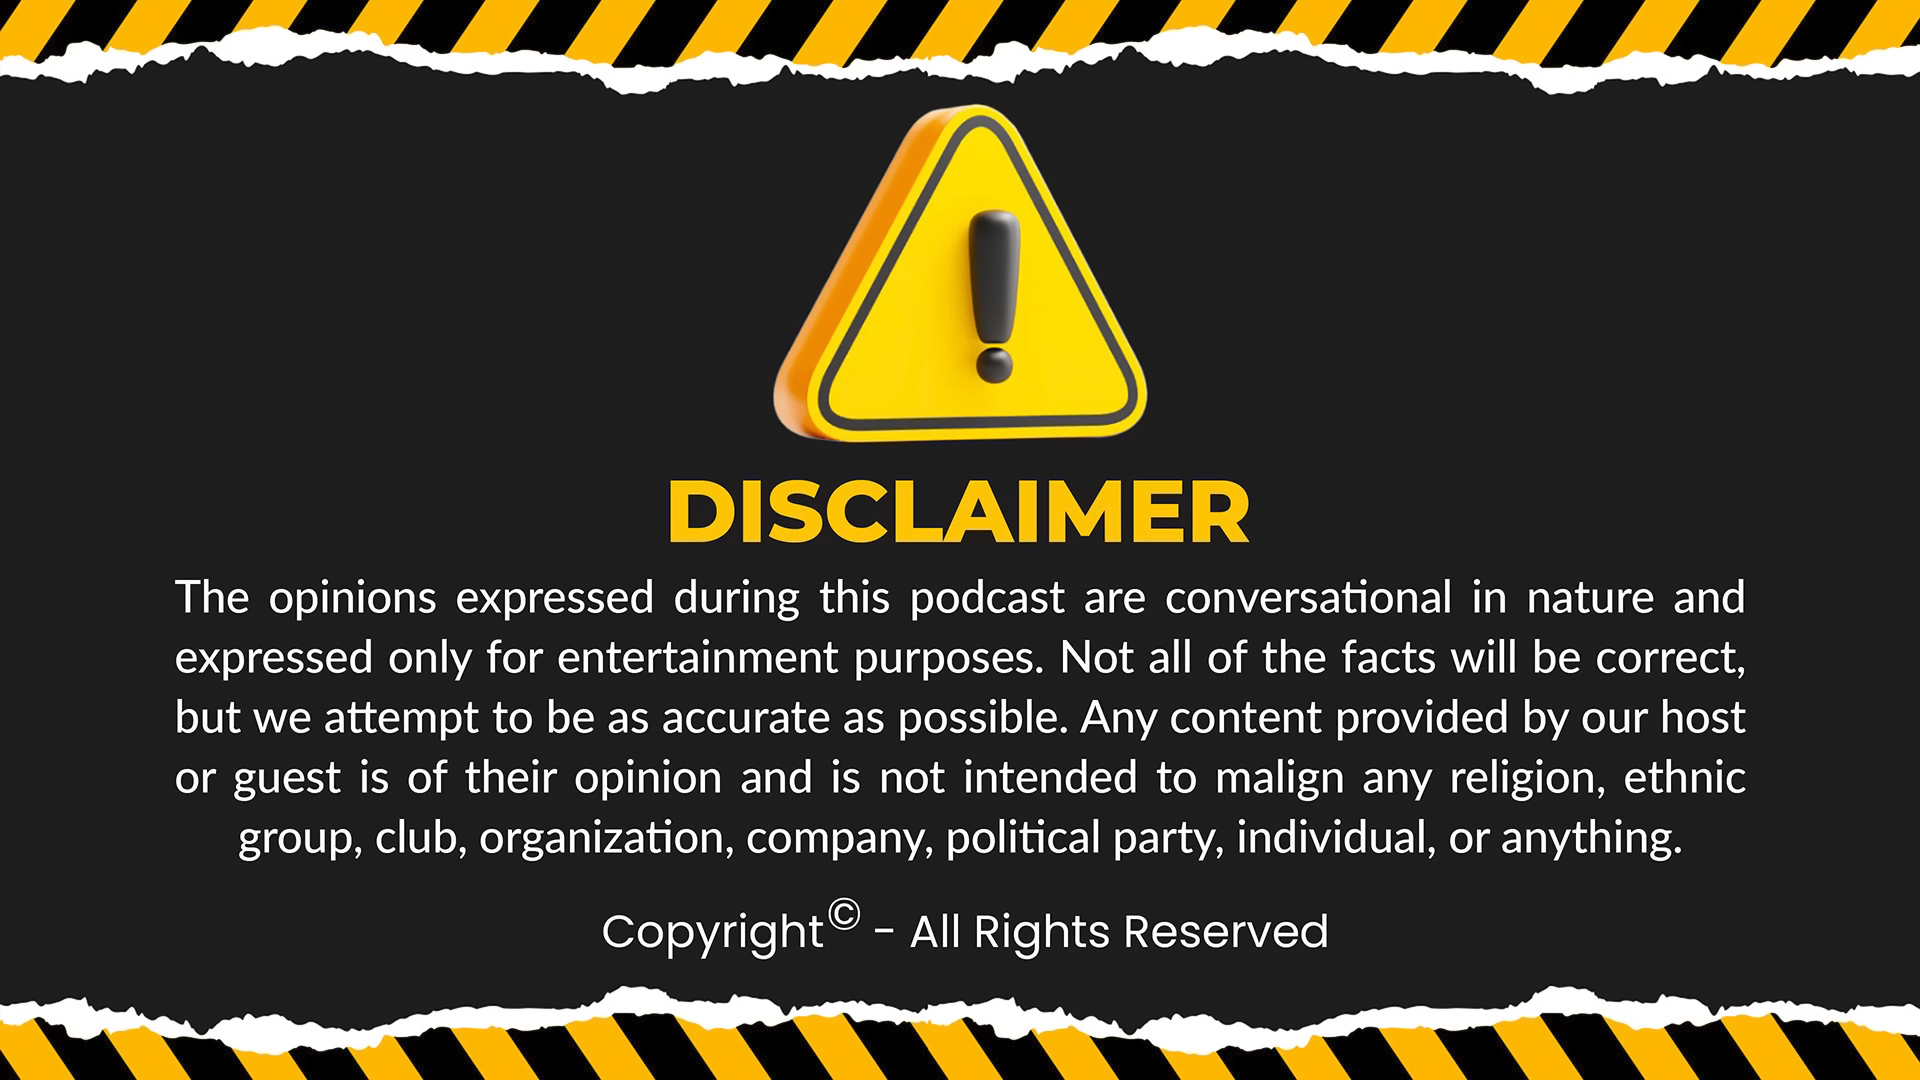 DISCLAIMER
The opinions expressed during this podcast are conversational in nature and
expressed only for entertainment purposes. Not all of the facts will be correct,
but we attempt to be as accurate as possible. Any content provided by our host
or guest is of their opinion and is not intended to malign any religion, ethnic
group, club, organization, company, political party, individual, or anything.
Copyright© - All Rights Reserved